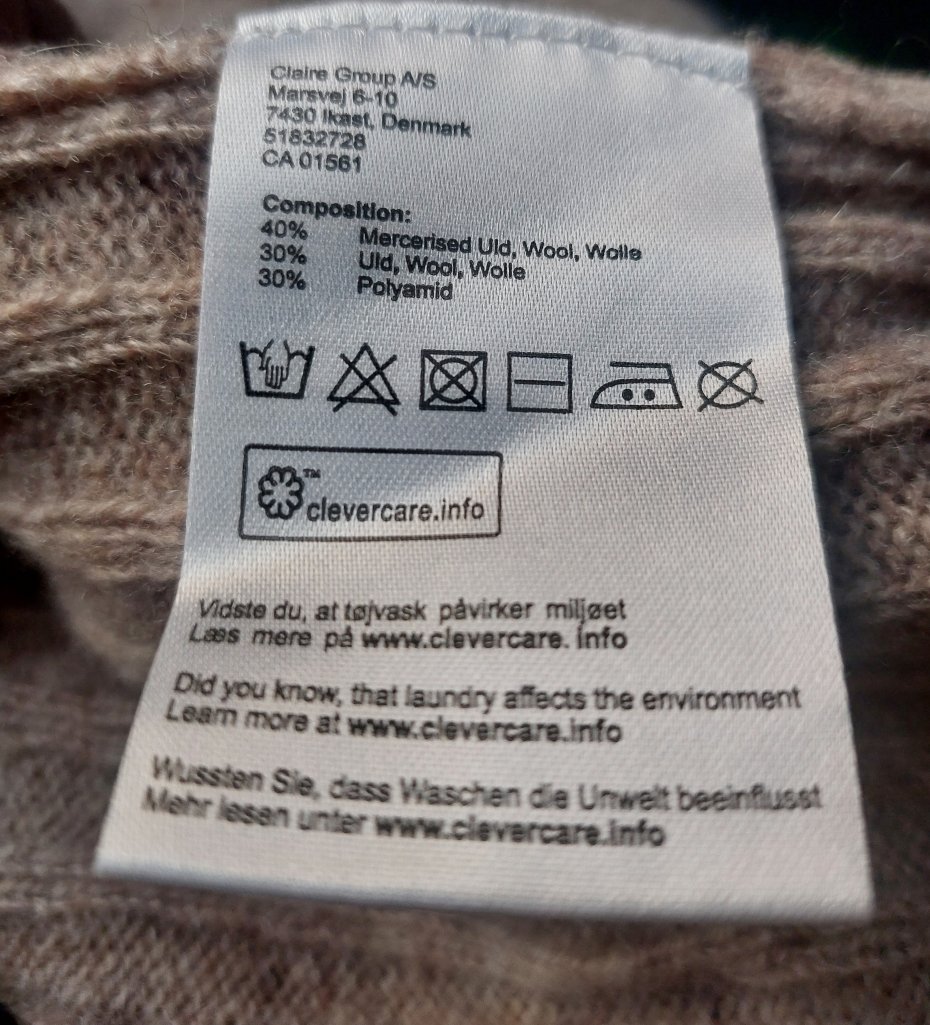 Claire Group A/S
Marsvej 6-10
7430 Ikast, Denmark
51832728
CA 01561
Composition:
40% Mercerised Uld, Wool, Wolle
30% Uld, Wool, Wolle
30% Polyamid
™
clevercare.info
Vidste du, at tøjvask påvirker miljøet
Læs mere på www.clevercare. info
Did you know, that laundry affects the environment
Learn more at www.clevercare.info
Wussten Sie, dass Waschen die Umwelt beeinflusst
Mehr lesen unter www.clevercare.info